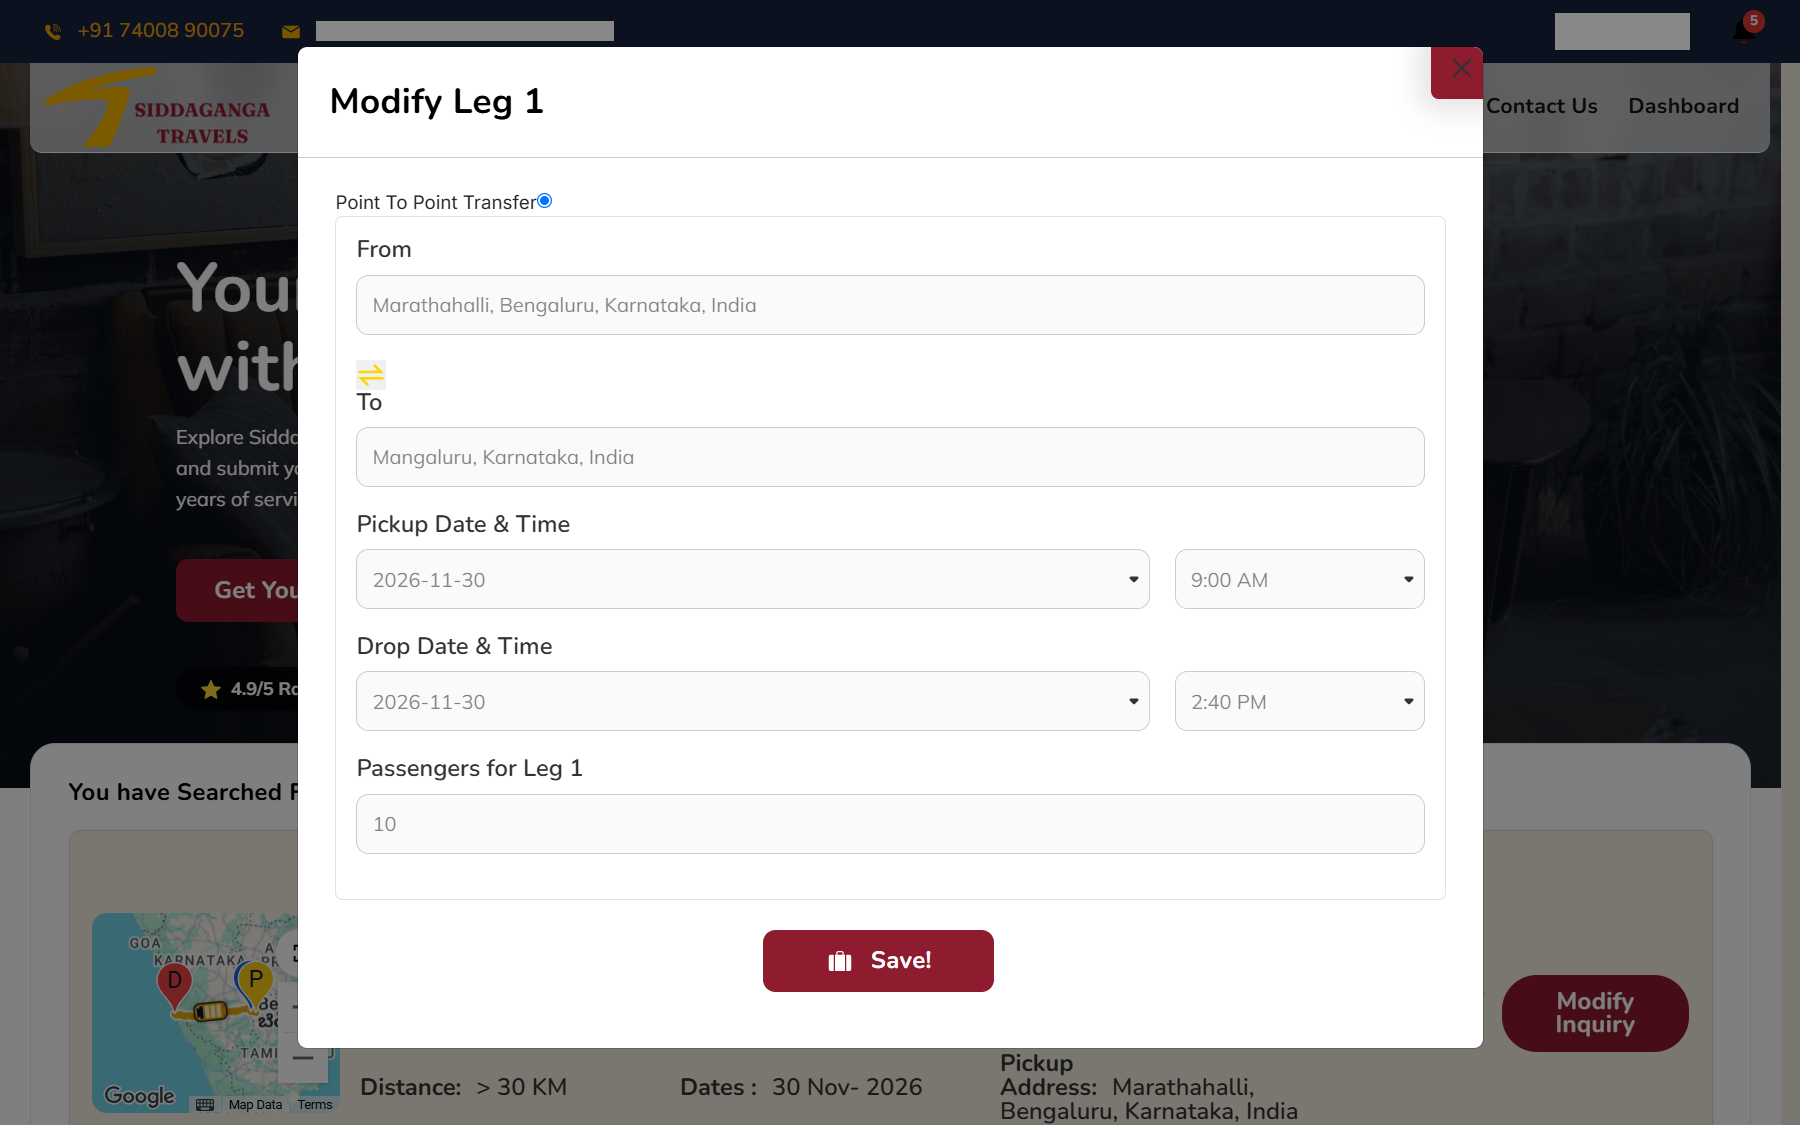 +91 74008 90075
5
SIDDAGANGA
TRAVELS
Contact Us
Dashboard
Modify Leg 1
Point To Point Transfer
From
Marathahalli, Bengaluru, Karnataka, India
To
Mangaluru, Karnataka, India
Pickup Date & Time
2026-11-30
9:00 AM
Drop Date & Time
2026-11-30
2:40 PM
Passengers for Leg 1
10
Save!
You
with
Explore Sidda
and submit yo
years of servi
Get You
4.9/5 Ra
You have Searched F
GOA
KARNATAKA
D
P
Be
TAMI
Google
Map Data
Terms
Distance: > 30 KM
Dates : 30 Nov- 2026
Pickup
Address: Marathahalli,
Bengaluru, Karnataka, India
Modify
Inquiry